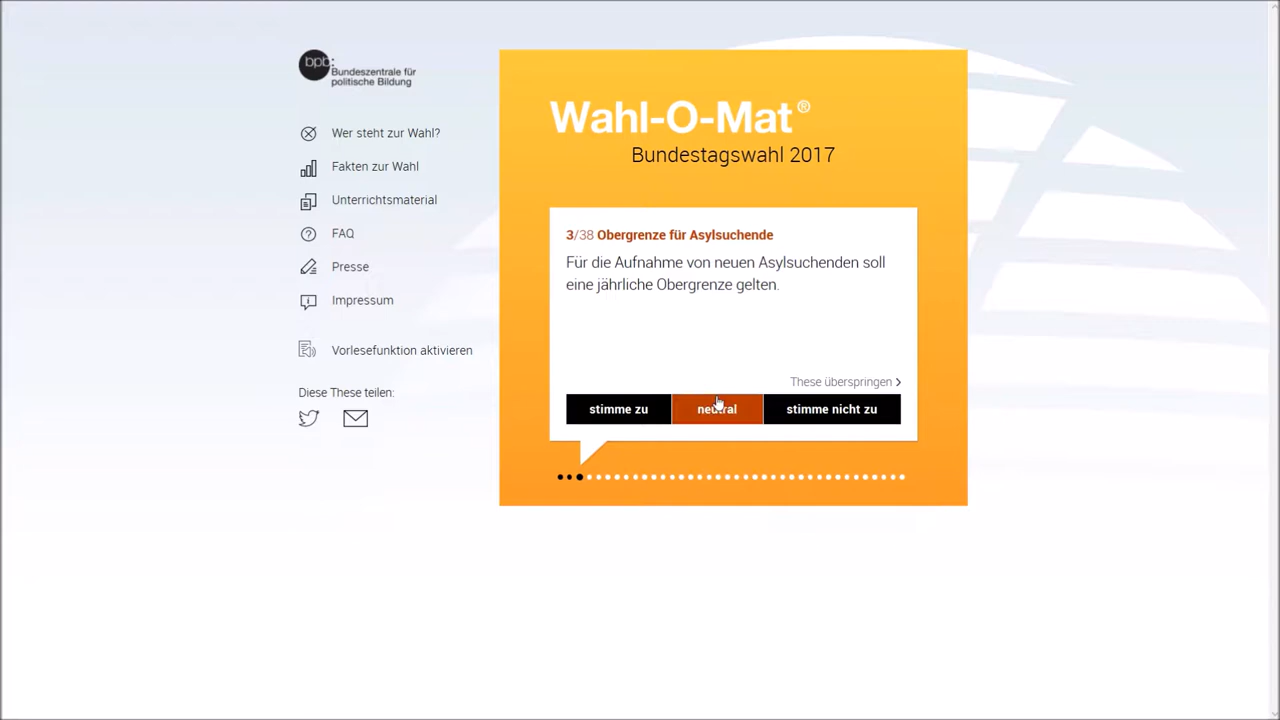 bpb:
Bundeszentrale für
politische Bildung
Wer steht zur Wahl?
Fakten zur Wahl
Unterrichtsmaterial
FAQ
Presse
Impressum
Vorlesefunktion aktivieren
Diese These teilen:
Wahl-O-Mat®
Bundestagswahl 2017
3/38 Obergrenze für Asylsuchende
Für die Aufnahme von neuen Asylsuchenden soll
eine jährliche Obergrenze gelten.
These überspringen
stimme zu
neutral
stimme nicht zu